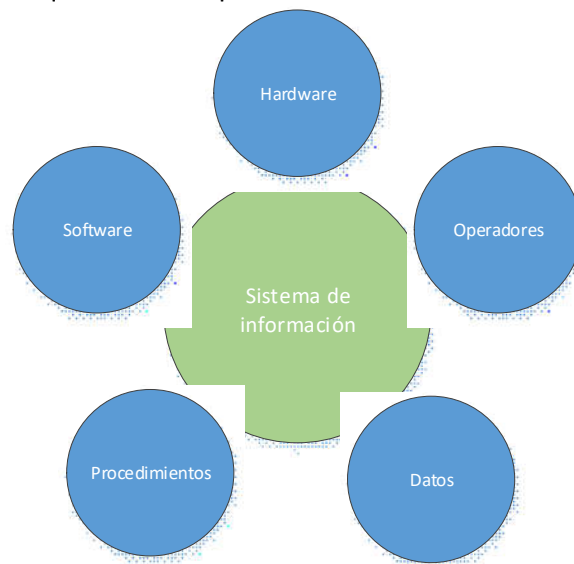 Hardware
Software
Operadores
Sistema de
información
Procedimientos
Datos